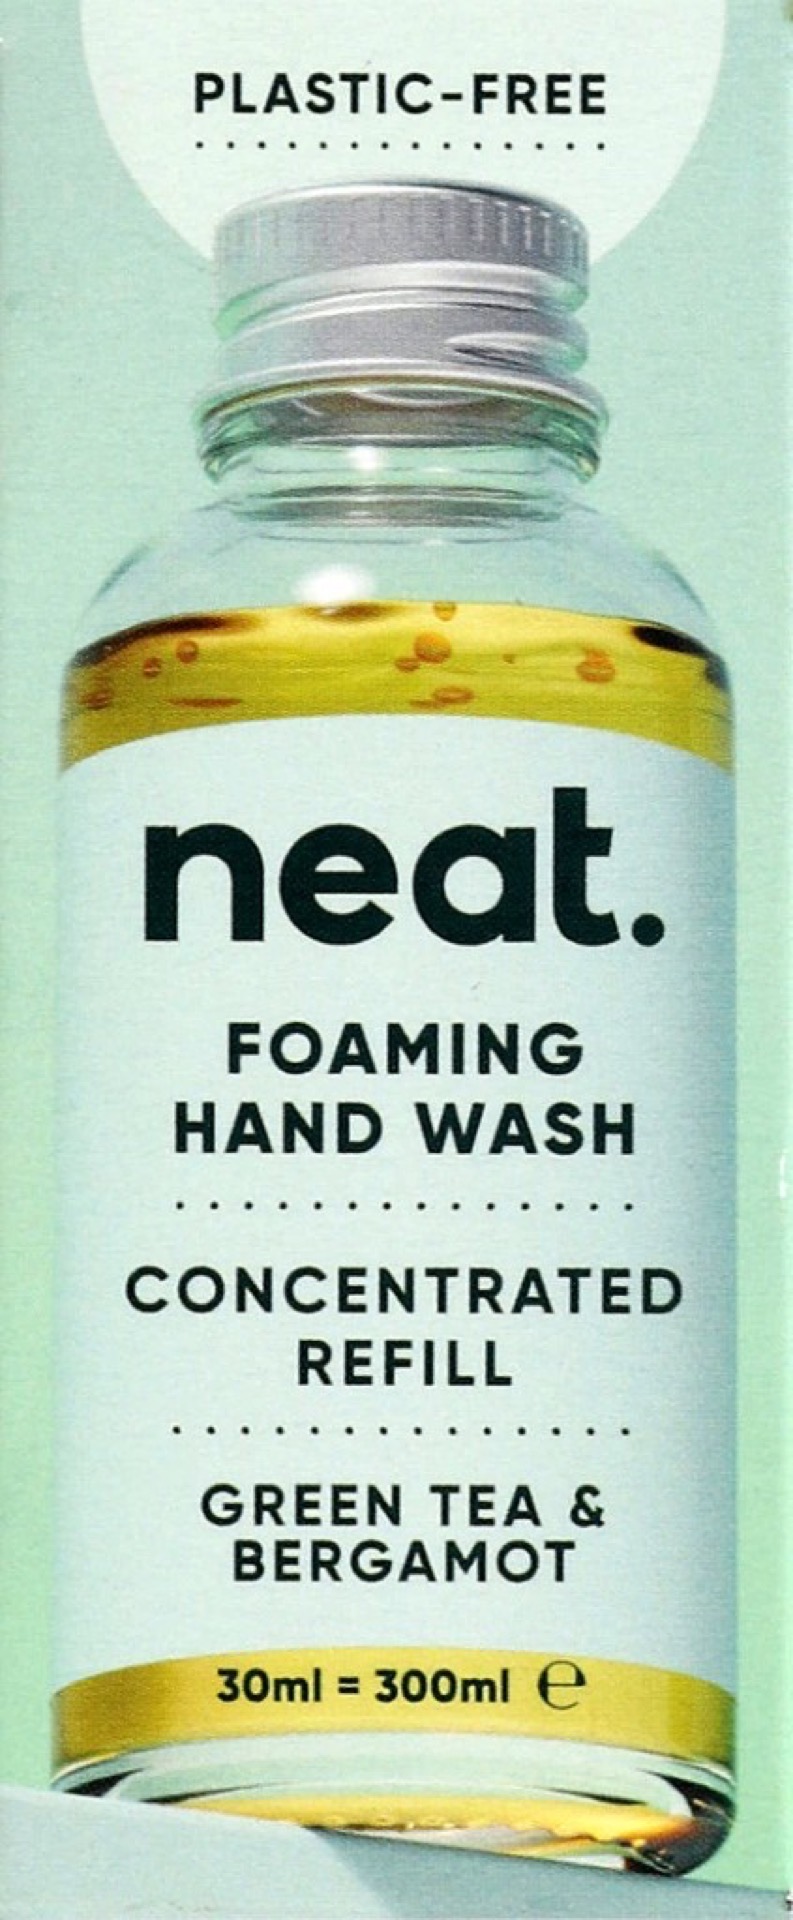 PLASTIC-FREE
neat.
FOAMING
HAND WASH
CONCENTRATED
REFILL
GREEN TEA &
BERGAMOT
30ml = 300ml ℮